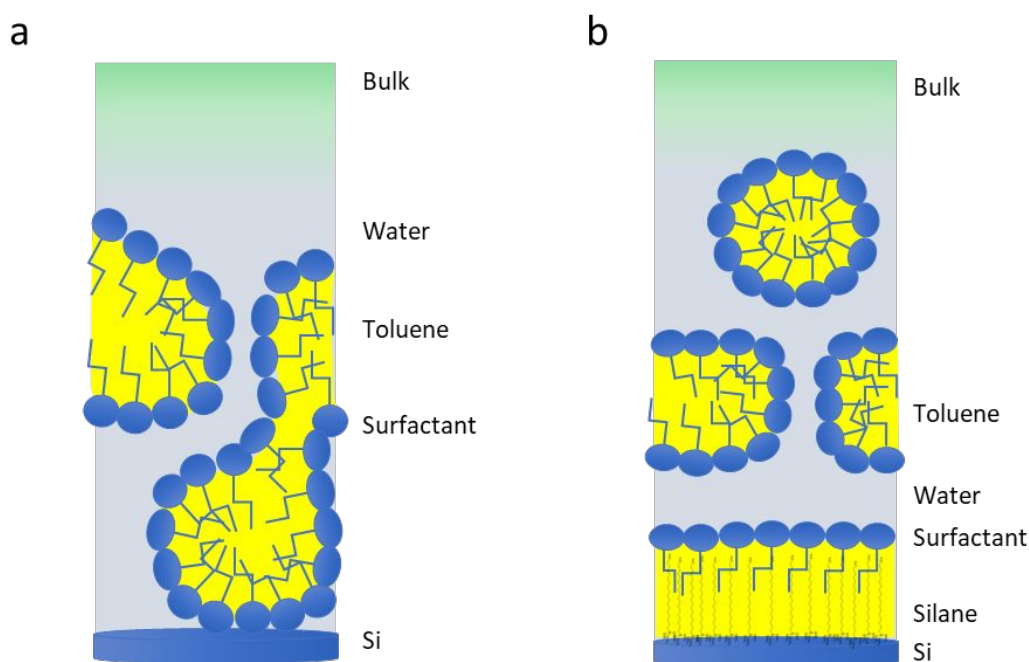 a
Bulk
Water
Toluene
Surfactant
Si
b
Bulk
Toluene
Water
Surfactant
Silane
Si